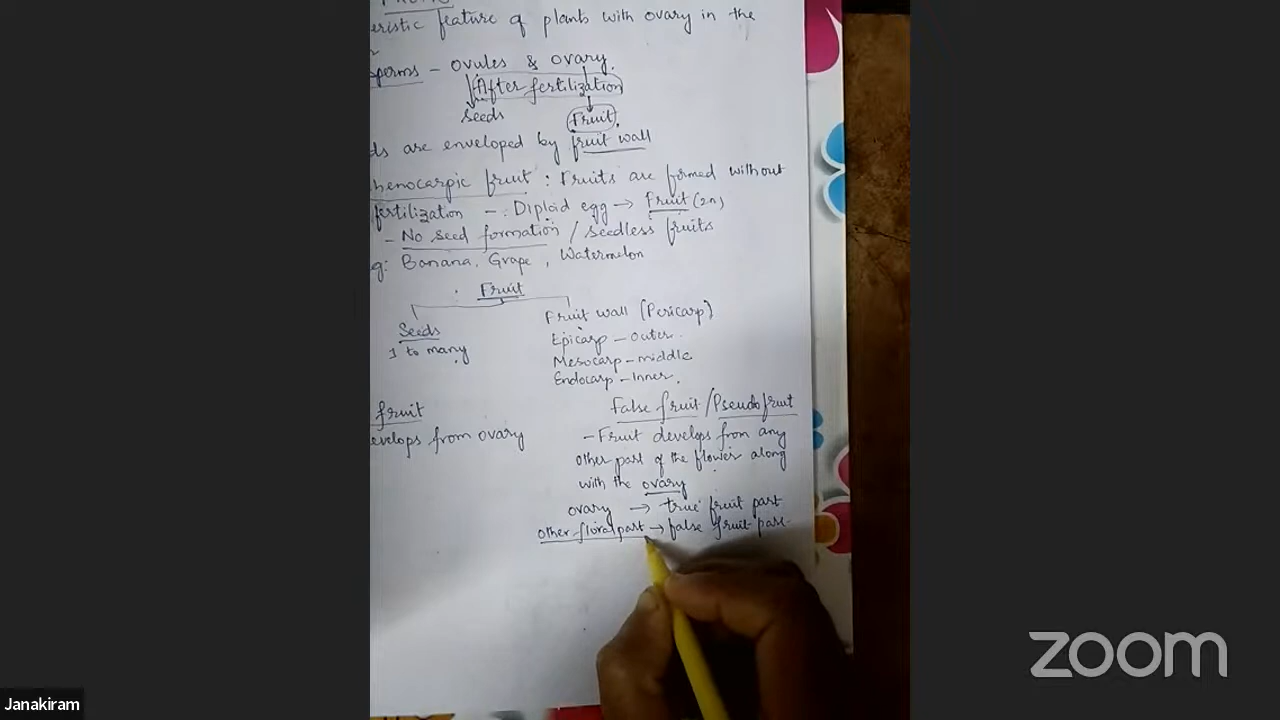 eristic feature of plants with ovary in the
sperms - ovules & ovary.
After fertilization
seeds Fruit.
ds are enveloped by fruit wall
henocarpic fruit : Fruits are formed without
fertilization - . Diploid egg → fruit (2n)
- No seed formation / seedless fruits
g: Banana, Grape, Watermelon
Fruit
Seeds
1 to many
Fruit wall (Pericarp)
Epicarp - outer
Mesocarp - middle
Endocarp - Inner.
fruit
evelops from ovary
False fruit / Pseudofruit
- Fruit develops from any
other part of the flower along
with the ovary
ovary → true fruit part
other floral part → false fruit part
Janakiram
zoom